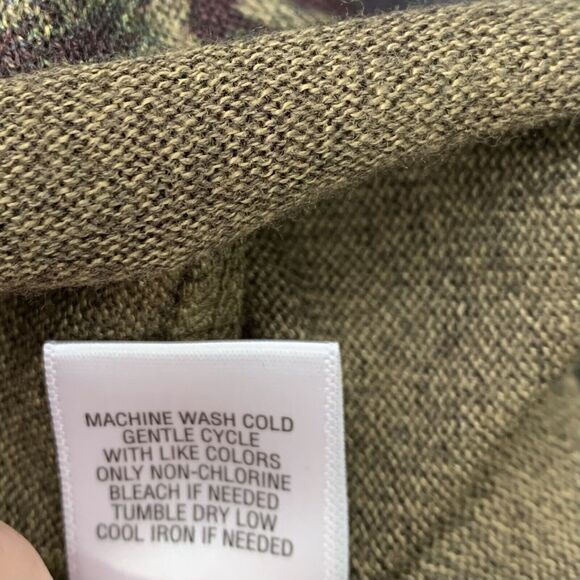 MACHINE WASH COLD
GENTLE CYCLE
WITH LIKE COLORS
ONLY NON-CHLORINE
BLEACH IF NEEDED
TUMBLE DRY LOW
COOL IRON IF NEEDED